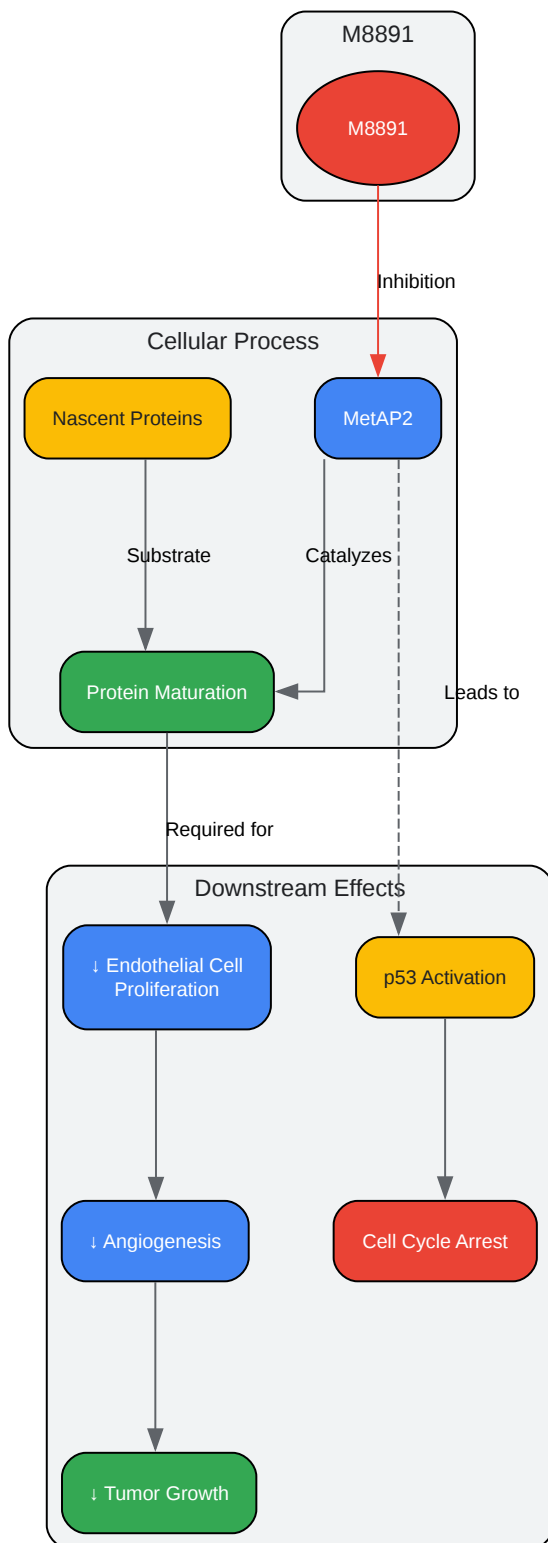 M8891
M8891
Inhibition
Cellular Process
Nascent Proteins
MetAP2
Substrate
Catalyzes
Protein Maturation
Leads to
Required for
Downstream Effects
↓ Endothelial Cell
Proliferation
p53 Activation
↓ Angiogenesis
Cell Cycle Arrest
↓ Tumor Growth